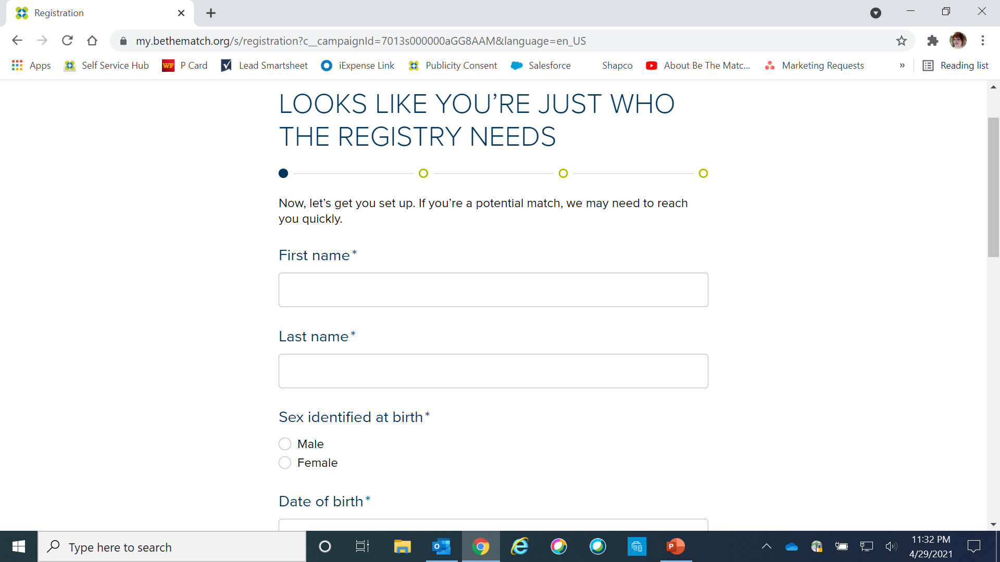 Registration
my.bethematch.org/s/registration?c__campaignId=7013s000000aGG8AAM&language=en_US
Apps Self Service Hub WF P Card Lead Smartsheet iExpense Link Publicity Consent Salesforce Shapco About Be The Matc... Marketing Requests » Reading list
LOOKS LIKE YOU’RE JUST WHO
THE REGISTRY NEEDS
Now, let’s get you set up. If you’re a potential match, we may need to reach
you quickly.
First name*
Last name*
Sex identified at birth*
Male
Female
Date of birth*
Type here to search
11:32 PM
4/29/2021